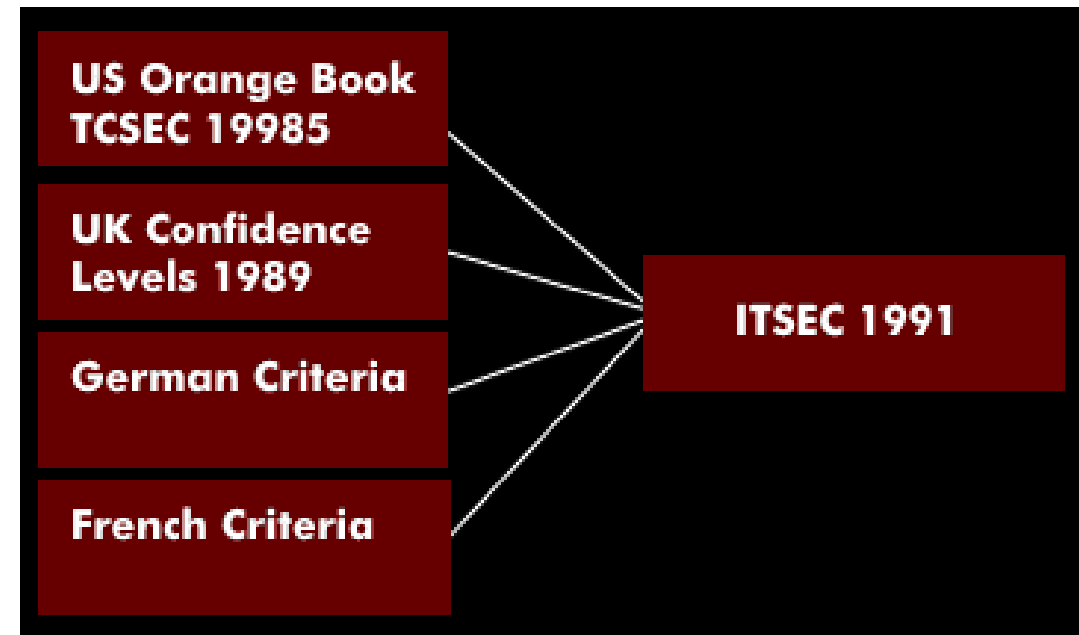 US Orange Book
TCSEC 19985
UK Confidence
Levels 1989
German Criteria
French Criteria
ITSEC 1991